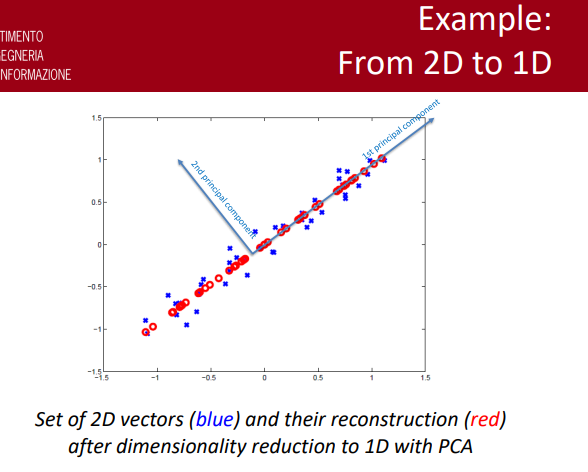 TIMENTO
EGNERIA
NFORMAZIONE
Example:
From 2D to 1D
1.5
1
0.5
0
−0.5
−1
−1.5
−1.5
−1
−0.5
0
0.5
1
1.5
2nd principal component
1st principal component
Set of 2D vectors (blue) and their reconstruction (red)
after dimensionality reduction to 1D with PCA